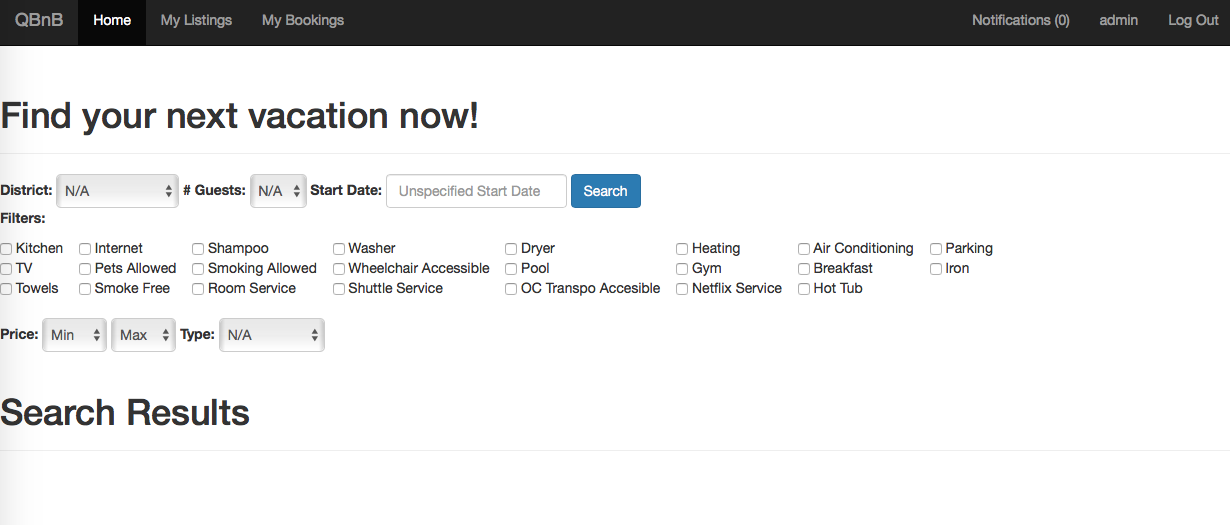 QBnB Home My Listings My Bookings Notifications (0) admin Log Out
Find your next vacation now!
District: N/A # Guests: N/A Start Date: Unspecified Start Date Search
Filters:
Kitchen Internet Shampoo Washer Dryer Heating Air Conditioning Parking
TV Pets Allowed Smoking Allowed Wheelchair Accessible Pool Gym Breakfast Iron
Towels Smoke Free Room Service Shuttle Service OC Transpo Accesible Netflix Service Hot Tub
Price: Min Max Type: N/A
Search Results